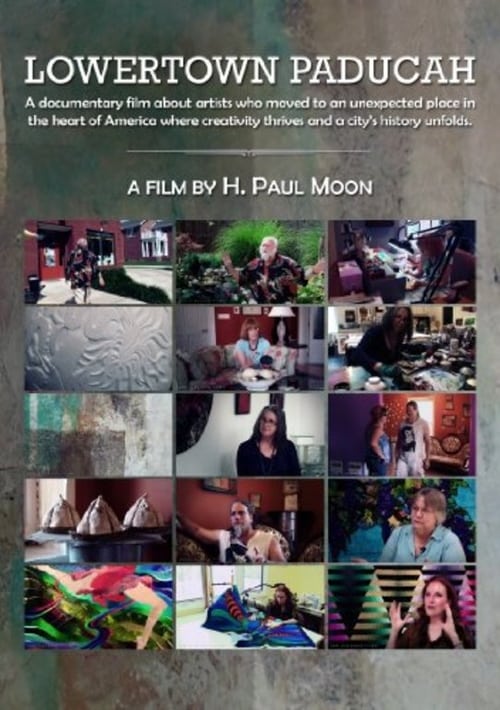 LOWERTOWN PADUCAH
A documentary film about artists who moved to an unexpected place in
the heart of America where creativity thrives and a city's history unfolds.
A FILM BY H. PAUL MOON